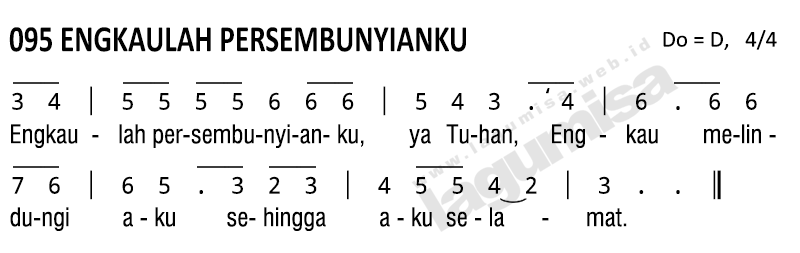 095 ENGKAULAH PERSEMBUNYIANKU Do = D, 4/4
3 4 | 5 5 5 5 6 6 6 | 5 4 3 . ‘ 4 | 6 . 6 6
Engkau - lah per-sembu-nyi-an- ku, ya Tu-han, Eng - kau me-lin -
7 6 | 6 5 . 3 2 3 | 4 5 5 4 2 | 3 . . ||
du-ngi a - ku se- hingga a - ku se - la - mat.
www.lagumisa.web.id
lagumisa